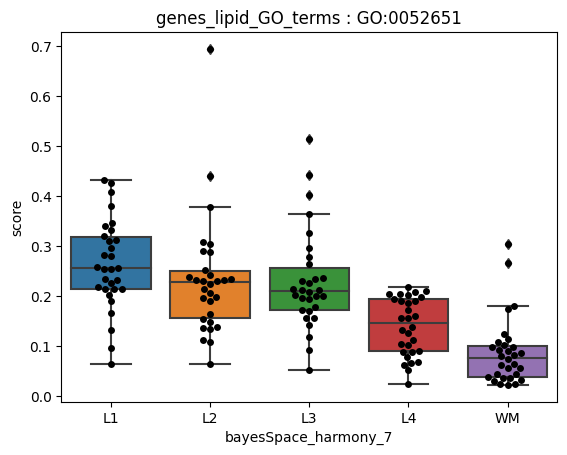 genes_lipid_GO_terms : GO:0052651
score
0.7
0.6
0.5
0.4
0.3
0.2
0.1
0.0
L1 L2 L3 L4 WM
bayesSpace_harmony_7